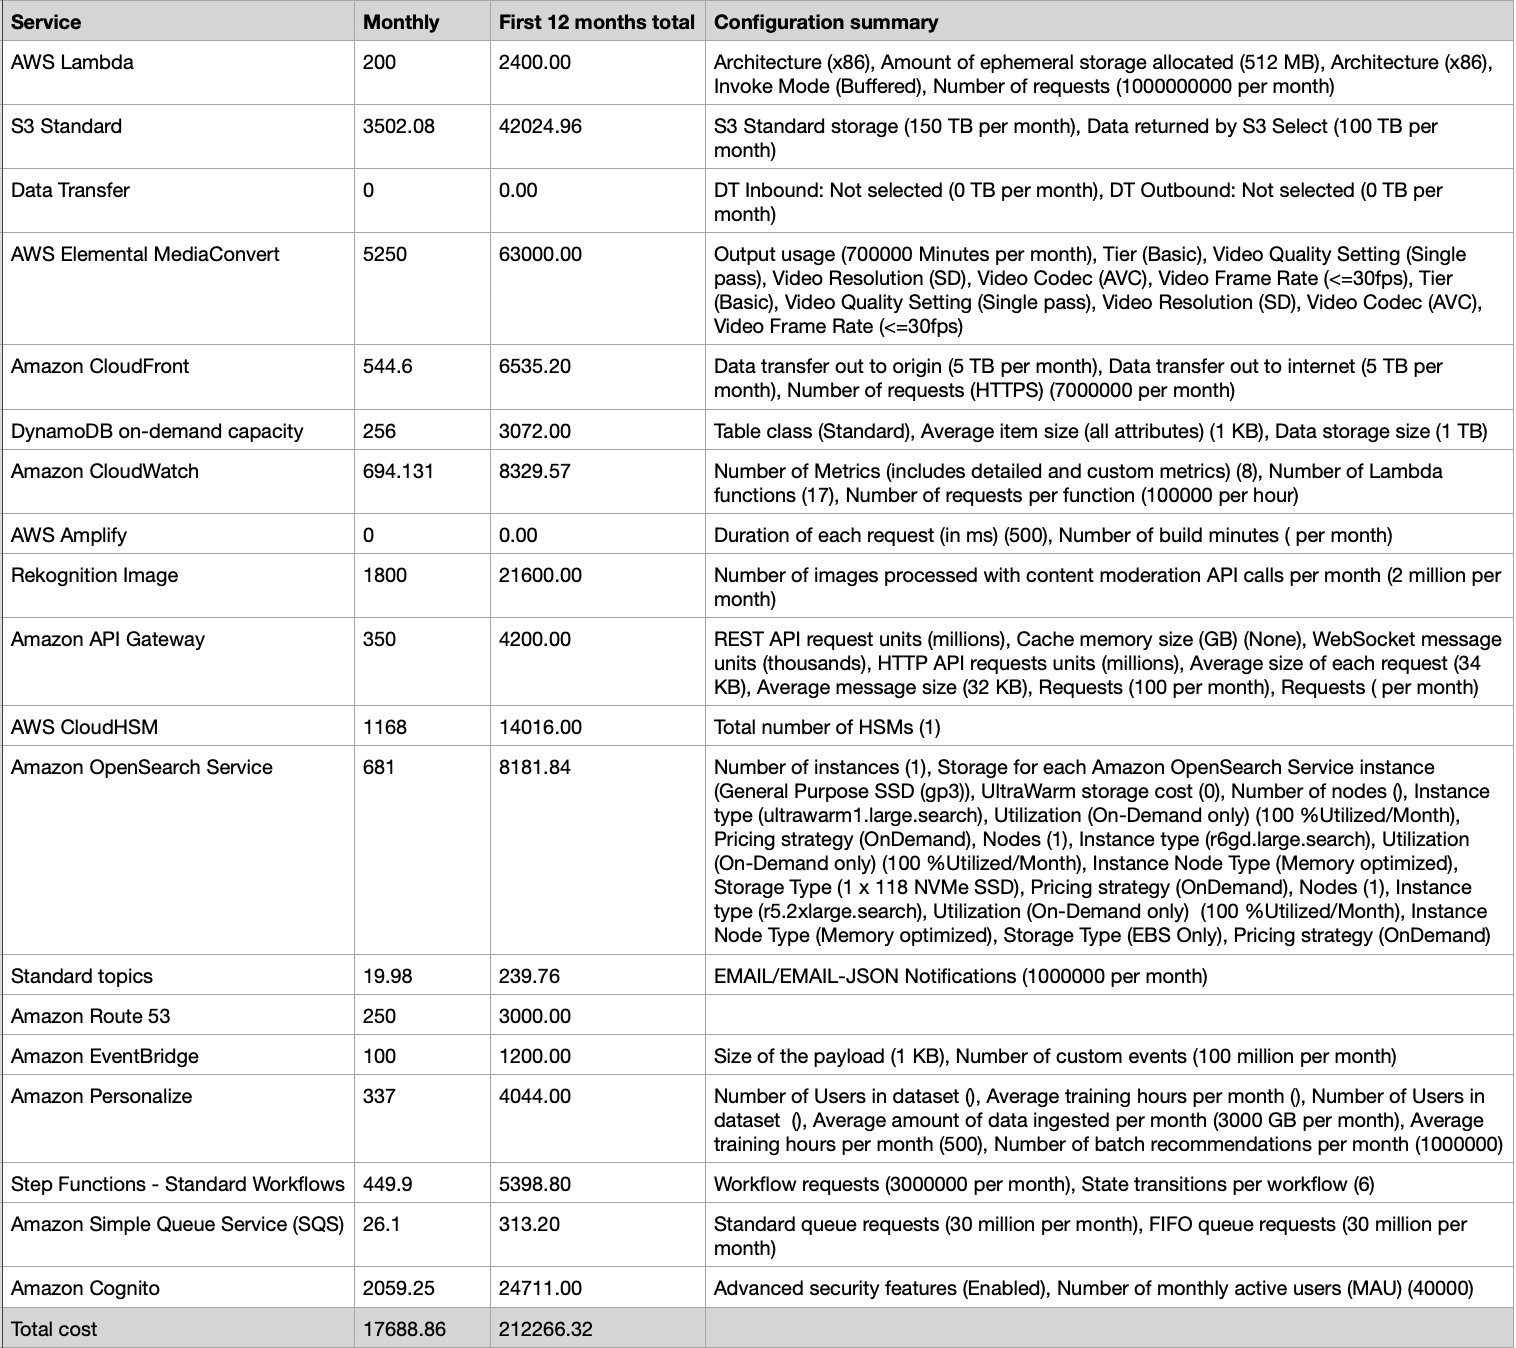 Service Monthly First 12 months total Configuration summary
AWS Lambda 200 2400.00 Architecture (x86), Amount of ephemeral storage allocated (512 MB), Architecture (x86),
Invoke Mode (Buffered), Number of requests (1000000000 per month)
S3 Standard 3502.08 42024.96 S3 Standard storage (150 TB per month), Data returned by S3 Select (100 TB per
month)
Data Transfer 0 0.00 DT Inbound: Not selected (0 TB per month), DT Outbound: Not selected (0 TB per
month)
AWS Elemental MediaConvert 5250 63000.00 Output usage (700000 Minutes per month), Tier (Basic), Video Quality Setting (Single
pass), Video Resolution (SD), Video Codec (AVC), Video Frame Rate (<=30fps), Tier
(Basic), Video Quality Setting (Single pass), Video Resolution (SD), Video Codec (AVC),
Video Frame Rate (<=30fps)
Amazon CloudFront 544.6 6535.20 Data transfer out to origin (5 TB per month), Data transfer out to internet (5 TB per
month), Number of requests (HTTPS) (7000000 per month)
DynamoDB on-demand capacity 256 3072.00 Table class (Standard), Average item size (all attributes) (1 KB), Data storage size (1 TB)
Amazon CloudWatch 694.131 8329.57 Number of Metrics (includes detailed and custom metrics) (8), Number of Lambda
functions (17), Number of requests per function (100000 per hour)
AWS Amplify 0 0.00 Duration of each request (in ms) (500), Number of build minutes ( per month)
Rekognition Image 1800 21600.00 Number of images processed with content moderation API calls per month (2 million per
month)
Amazon API Gateway 350 4200.00 REST API request units (millions), Cache memory size (GB) (None), WebSocket message
units (thousands), HTTP API requests units (millions), Average size of each request (34
KB), Average message size (32 KB), Requests (100 per month), Requests ( per month)
AWS CloudHSM 1168 14016.00 Total number of HSMs (1)
Amazon OpenSearch Service 681 8181.84 Number of instances (1), Storage for each Amazon OpenSearch Service instance
(General Purpose SSD (gp3)), UltraWarm storage cost (0), Number of nodes (), Instance
type (ultrawarm1.large.search), Utilization (On-Demand only) (100 %Utilized/Month),
Pricing strategy (OnDemand), Nodes (1), Instance type (r6gd.large.search), Utilization
(On-Demand only) (100 %Utilized/Month), Instance Node Type (Memory optimized),
Storage Type (1 x 118 NVMe SSD), Pricing strategy (OnDemand), Nodes (1), Instance
type (r5.2xlarge.search), Utilization (On-Demand only) (100 %Utilized/Month), Instance
Node Type (Memory optimized), Storage Type (EBS Only), Pricing strategy (OnDemand)
Standard topics 19.98 239.76 EMAIL/EMAIL-JSON Notifications (1000000 per month)
Amazon Route 53 250 3000.00
Amazon EventBridge 100 1200.00 Size of the payload (1 KB), Number of custom events (100 million per month)
Amazon Personalize 337 4044.00 Number of Users in dataset (), Average training hours per month (), Number of Users in
dataset (), Average amount of data ingested per month (3000 GB per month), Average
training hours per month (500), Number of batch recommendations per month (1000000)
Step Functions - Standard Workflows 449.9 5398.80 Workflow requests (3000000 per month), State transitions per workflow (6)
Amazon Simple Queue Service (SQS) 26.1 313.20 Standard queue requests (30 million per month), FIFO queue requests (30 million per
month)
Amazon Cognito 2059.25 24711.00 Advanced security features (Enabled), Number of monthly active users (MAU) (40000)
Total cost 17688.86 212266.32